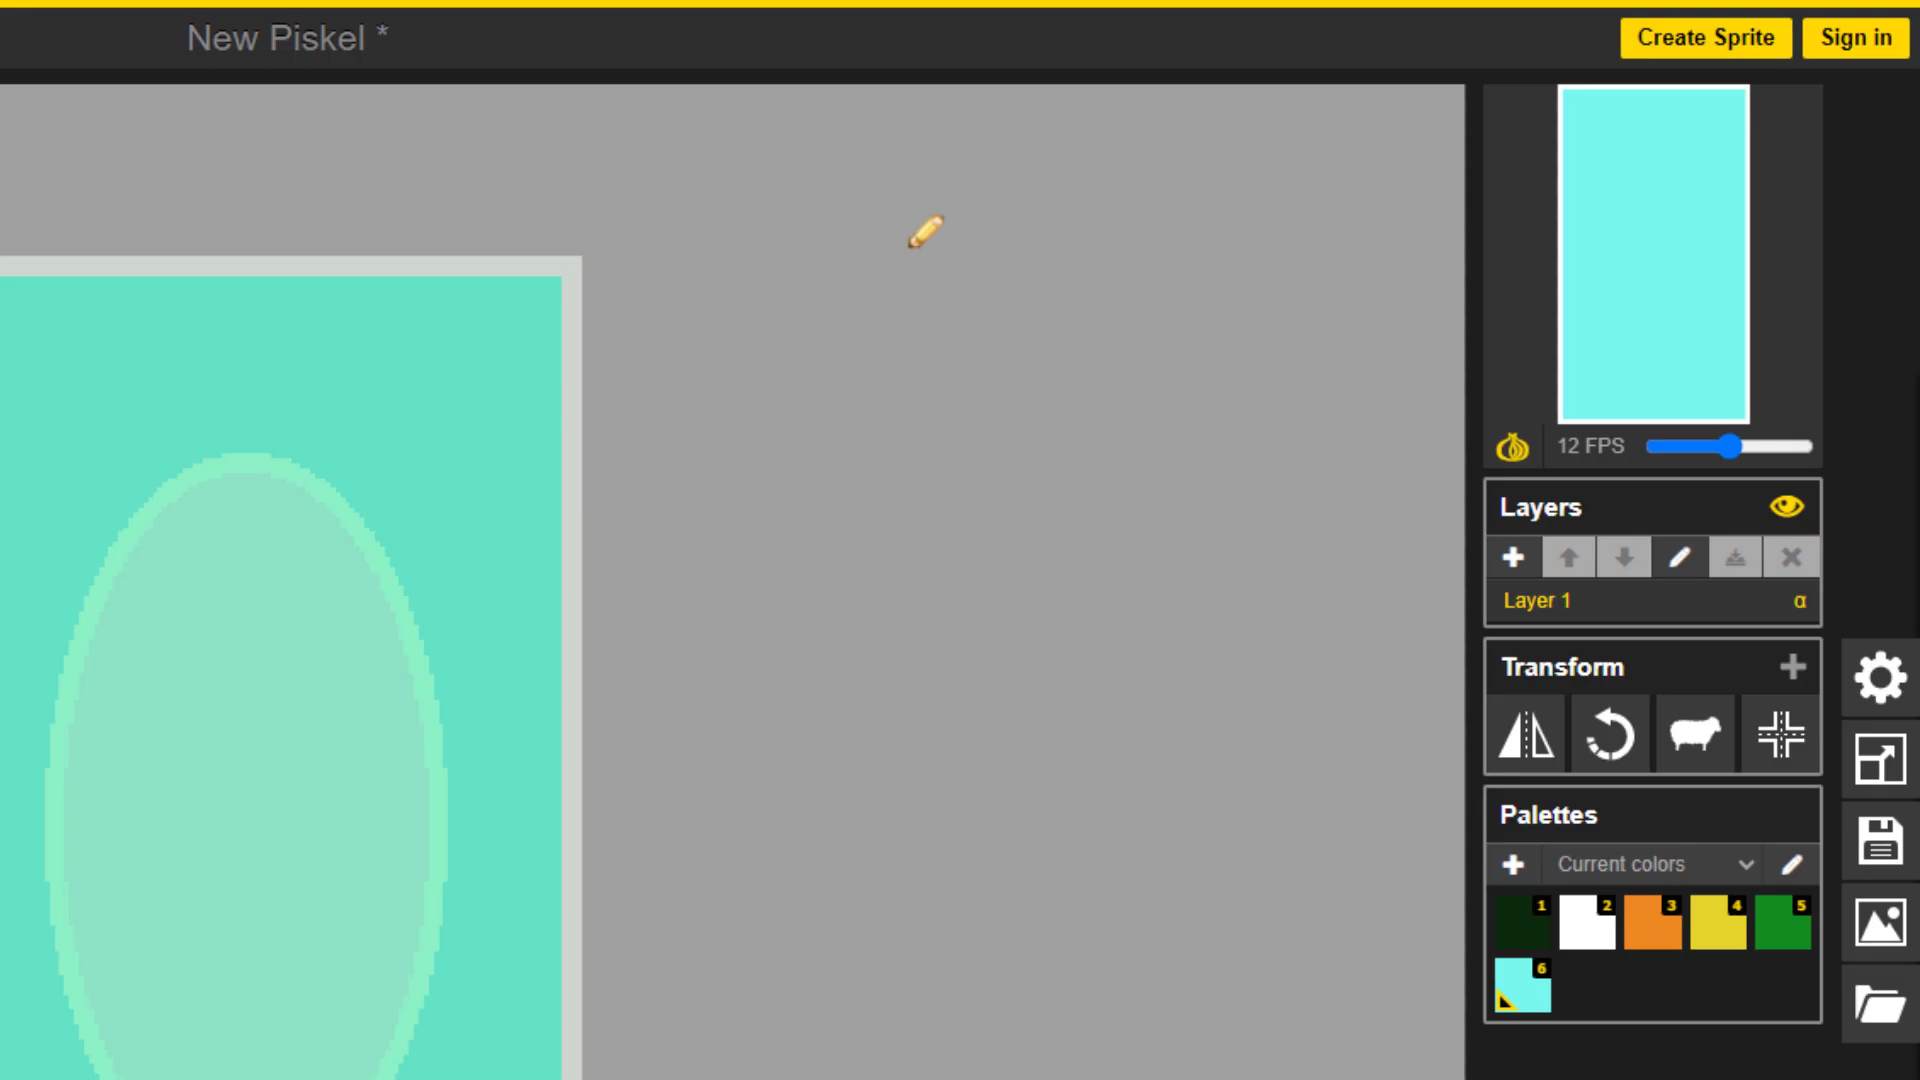 New Piskel *
Create Sprite
Sign in
12 FPS
Layers
Layer 1
α
Transform
Palettes
Current colors
1
2
3
4
5
6